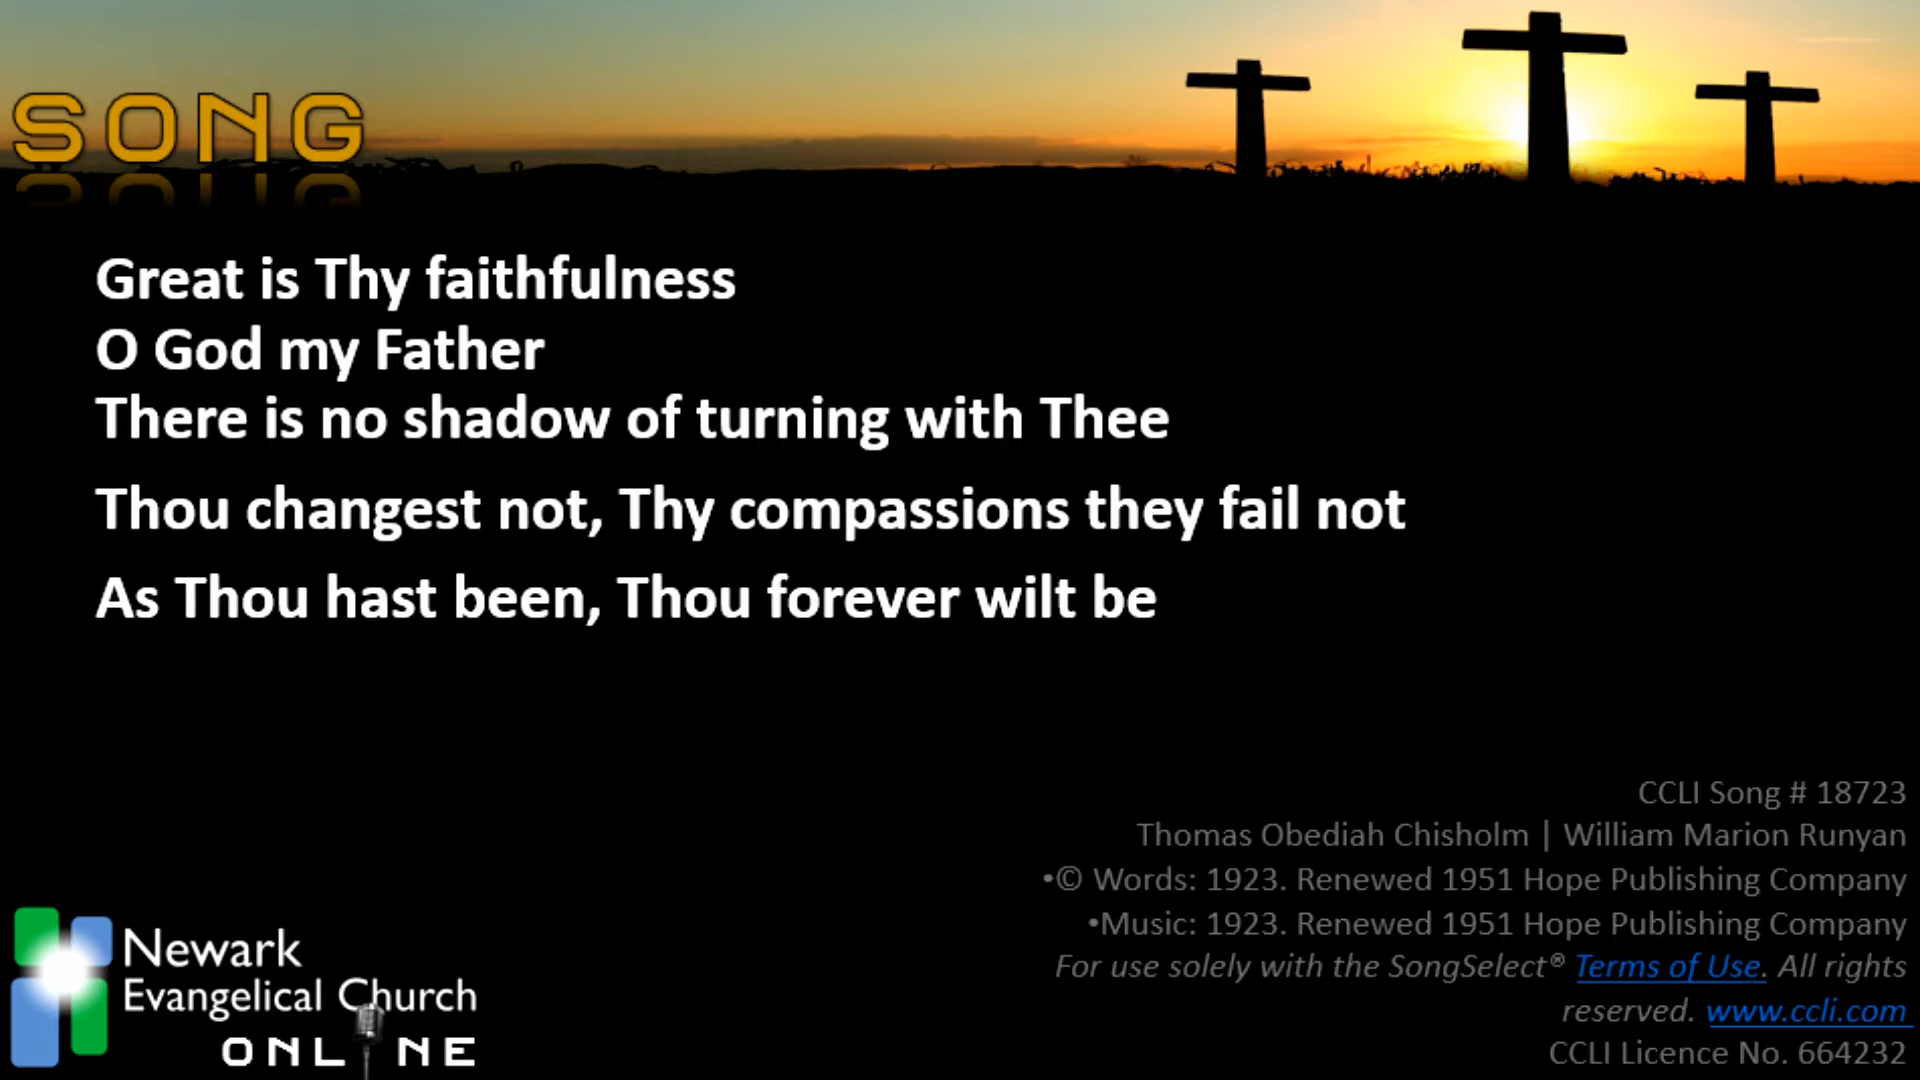 SONG
Great is Thy faithfulness
O God my Father
There is no shadow of turning with Thee
Thou changest not, Thy compassions they fail not
As Thou hast been, Thou forever wilt be
CCLI Song # 18723
Thomas Obediah Chisholm | William Marion Runyan
•© Words: 1923. Renewed 1951 Hope Publishing Company
•Music: 1923. Renewed 1951 Hope Publishing Company
For use solely with the SongSelect® Terms of Use. All rights
reserved. www.ccli.com
CCLI Licence No. 664232
Newark
Evangelical Church
ONLINE